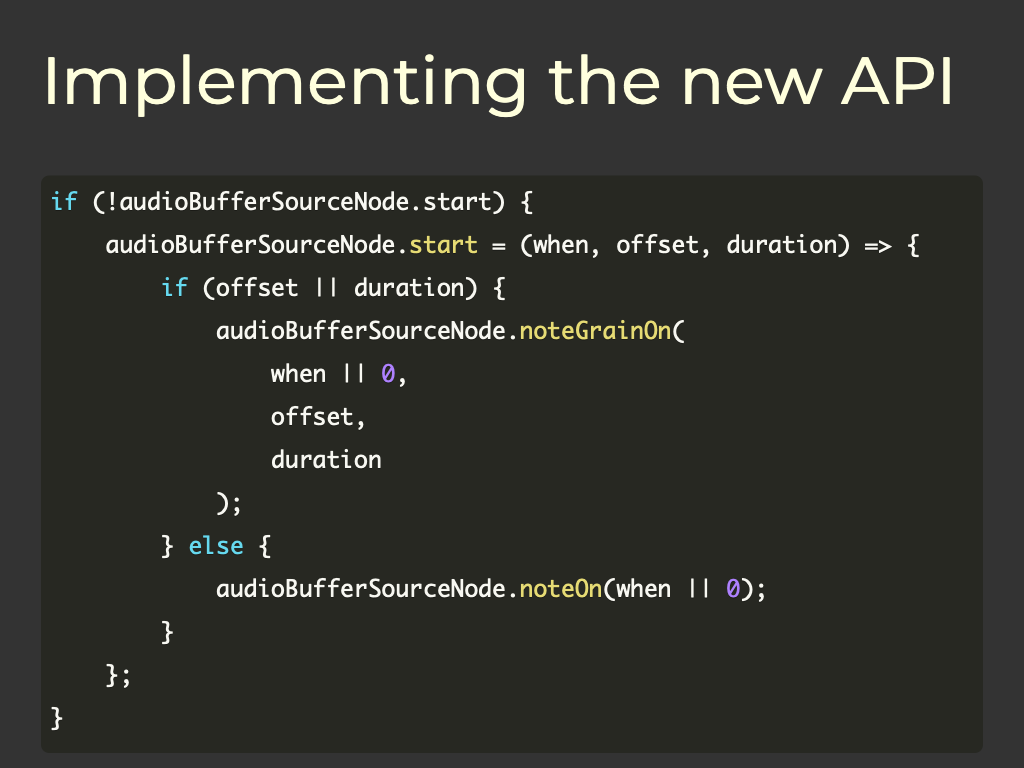 Implementing the new API
if (!audioBufferSourceNode.start) {
    audioBufferSourceNode.start = (when, offset, duration) => {
        if (offset || duration) {
            audioBufferSourceNode.noteGrainOn(
                when || 0,
                offset,
                duration
            );
        } else {
            audioBufferSourceNode.noteOn(when || 0);
        }
    };
}